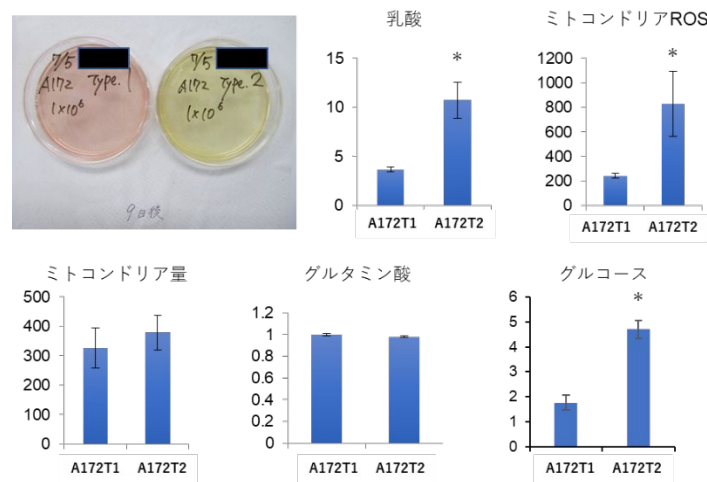 7/5
A172 Type.1
1×10⁶
7/5
A172 Type.2
1×10⁶
9日後
乳酸
15
10
5
0
*
A172T1 A172T2
ミトコンドリアROS
1200
1000
800
600
400
200
0
*
A172T1 A172T2
ミトコンドリア量
500
400
300
200
100
0
A172T1 A172T2
グルタミン酸
1.2
1
0.8
0.6
0.4
0.2
0
A172T1 A172T2
グルコース
6
5
4
3
2
1
0
*
A172T1 A172T2